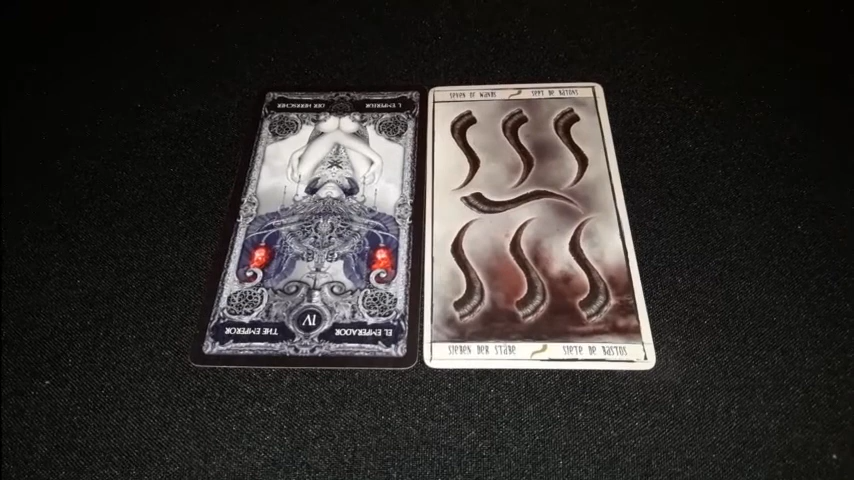 EL EMPERADOR IV THE EMPEROR
L'EMPEREUR DER HERRSCHER
SEVEN OF WANDS SEPT DE BATONS
SIEBEN DER STÄBE SIETE DE BASTOS